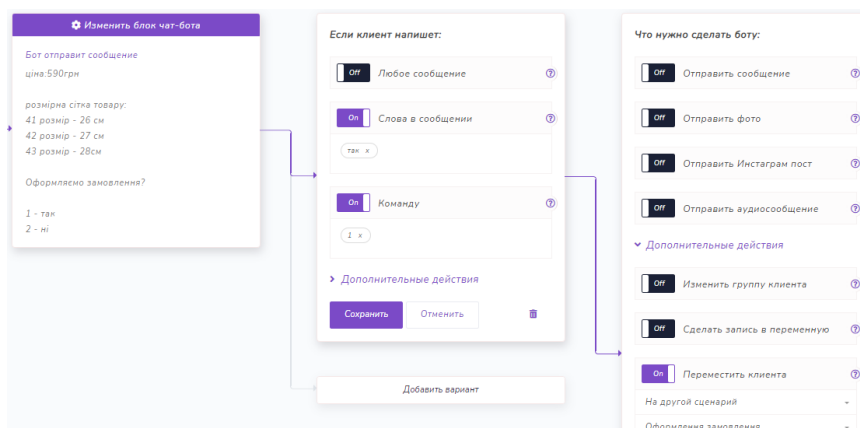 Изменить блок чат-бота
Бот отправит сообщение
ціна:590грн
розмірна сітка товару:
41 розмір - 26 см
42 розмір - 27 см
43 розмір - 28см
Оформляємо замовлення?
1 - так
2 - ні
Если клиент напишет:
Off Любое сообщение
On Слова в сообщении
так x
On Команду
1 x
Дополнительные действия
Сохранить Отменить
Добавить вариант
Что нужно сделать боту:
Off Отправить сообщение
Off Отправить фото
Off Отправить Инстаграм пост
Off Отправить аудиосообщение
Дополнительные действия
Off Изменить группу клиента
Off Сделать запись в переменную
On Переместить клиента
На другой сценарий
Оформлення замовлення